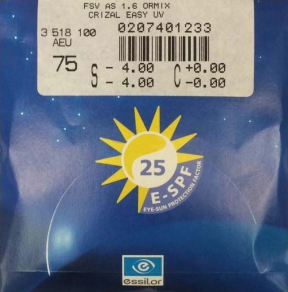 FSV AS 1.6 ORMIX
CRIZAL EASY UV
3 518 100 0207401233
AEU
75 S - 4.00 C +0.00
- 4.00 -0.00
25
E-SPF
EYE-SUN PROTECTION FACTOR
essilor